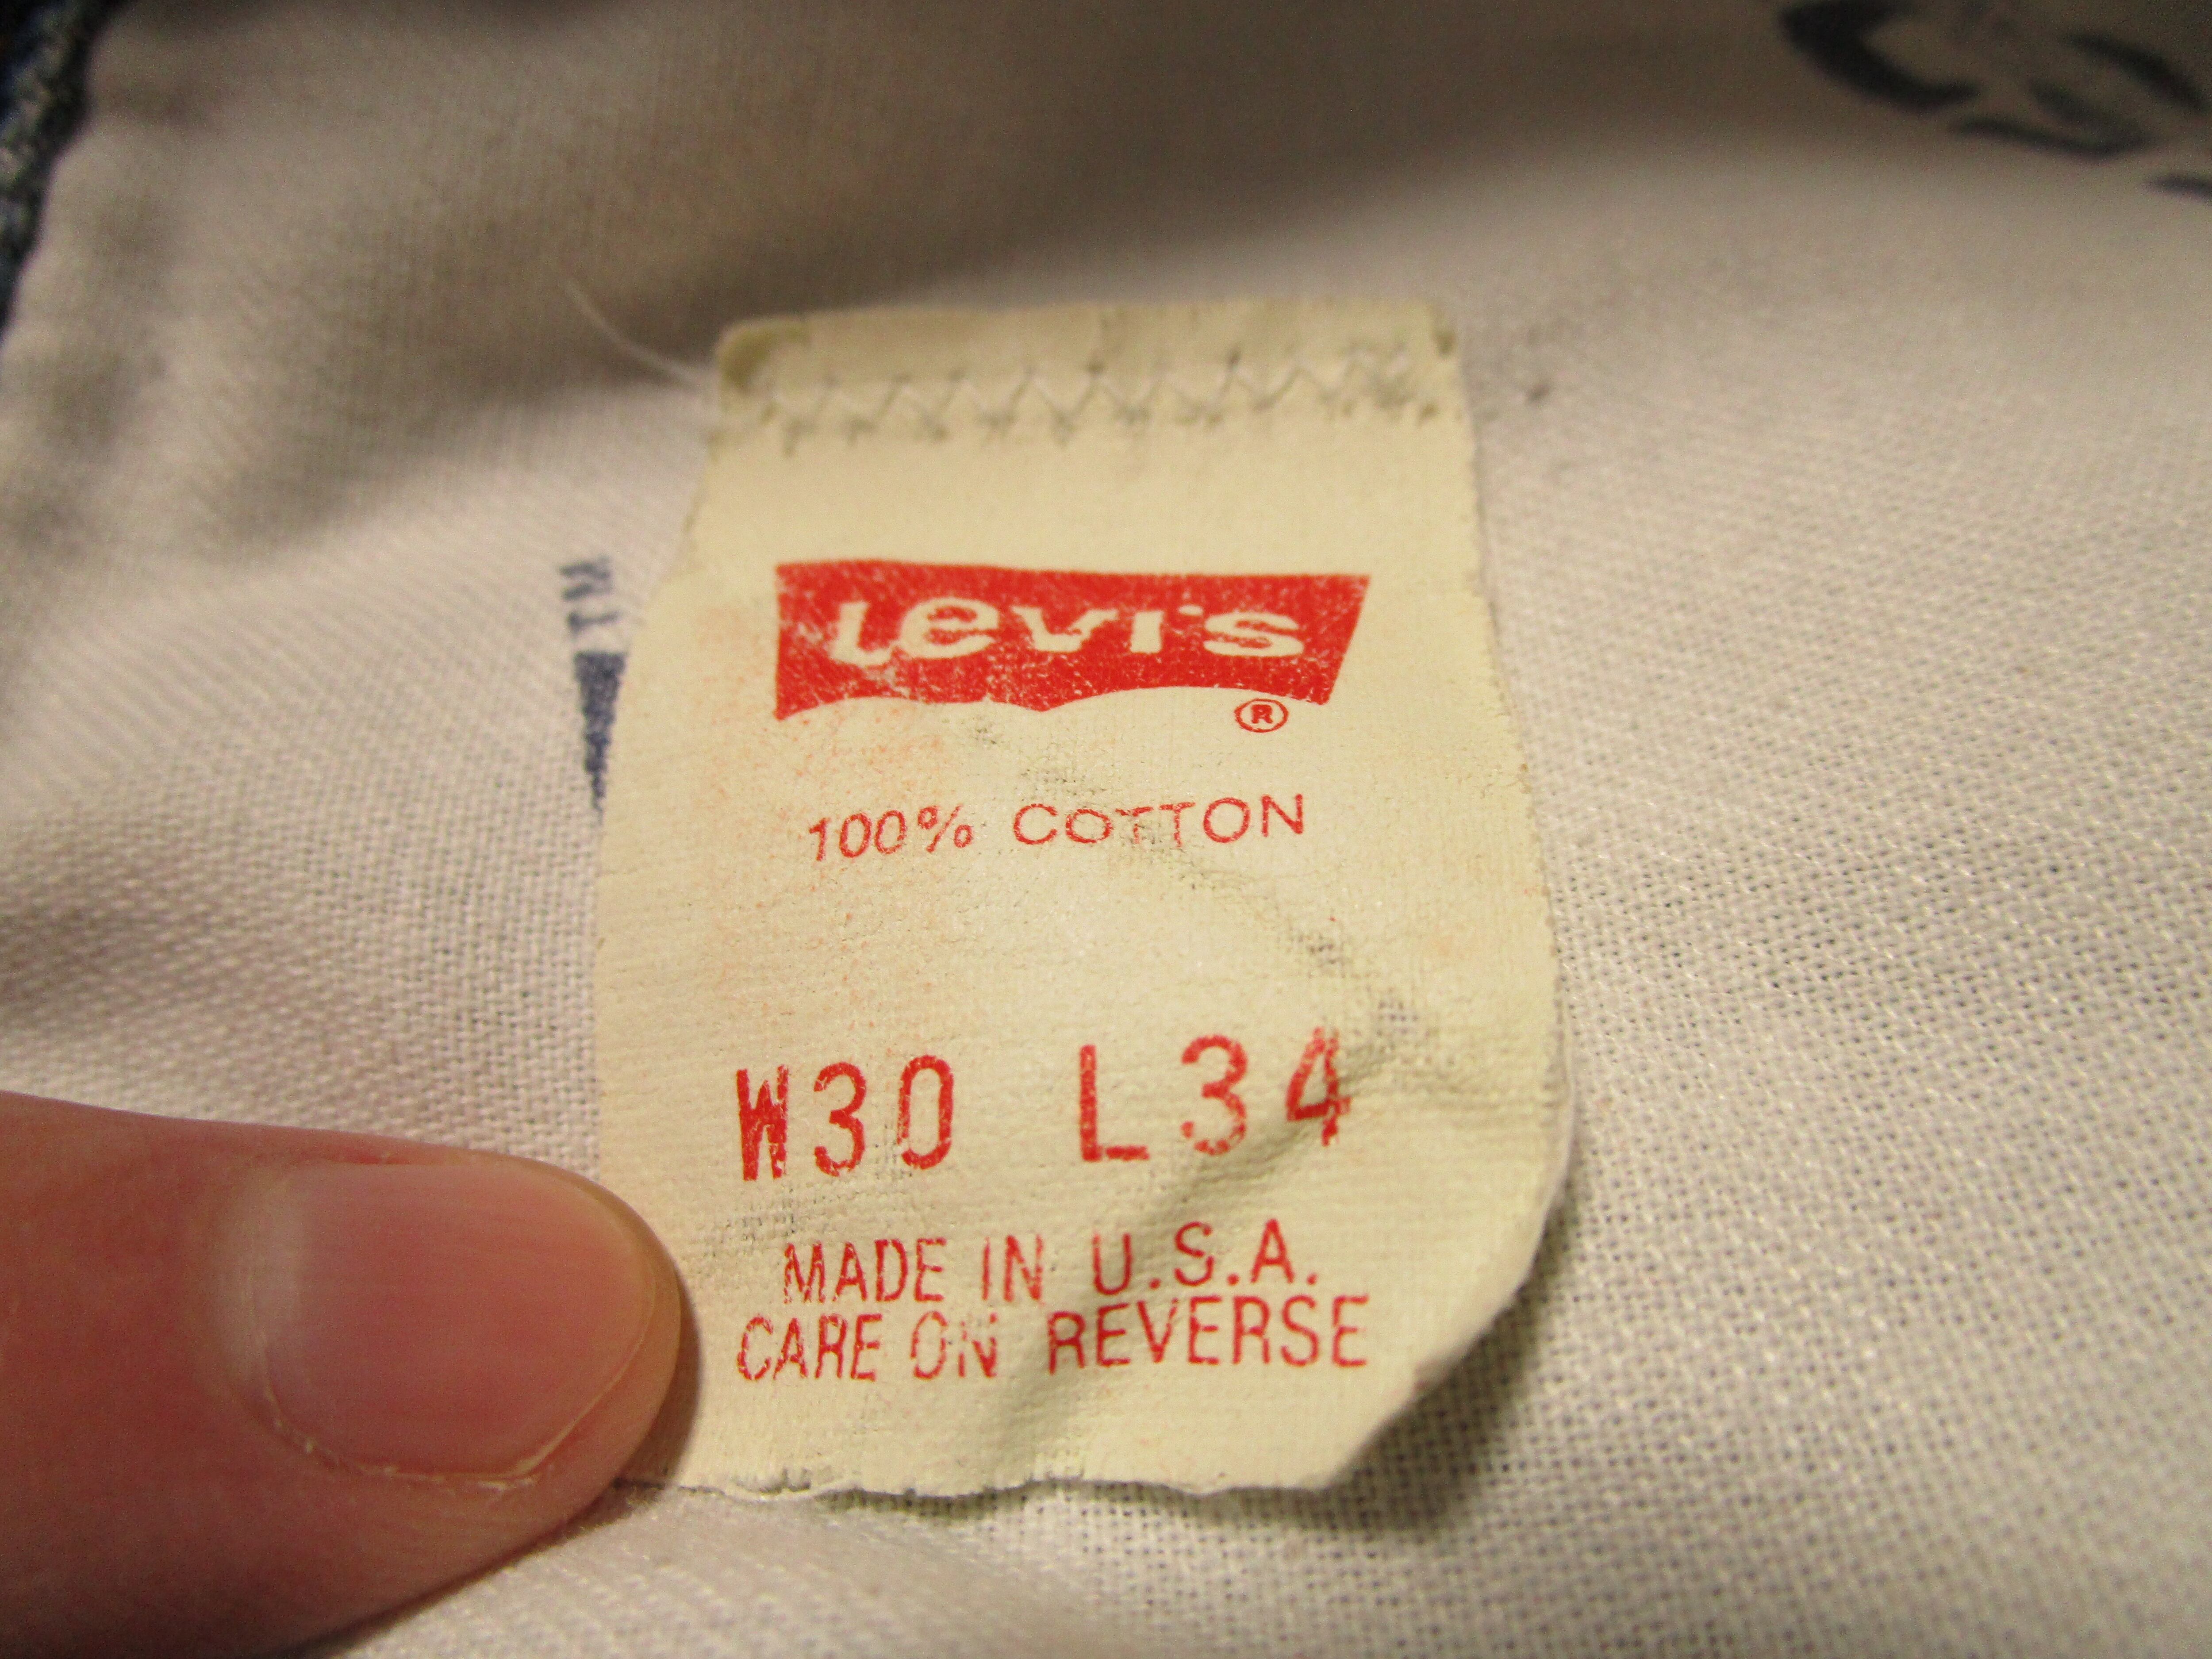 Levi's
®
100% COTTON
W30 L34
MADE IN U.S.A.
CARE ON REVERSE